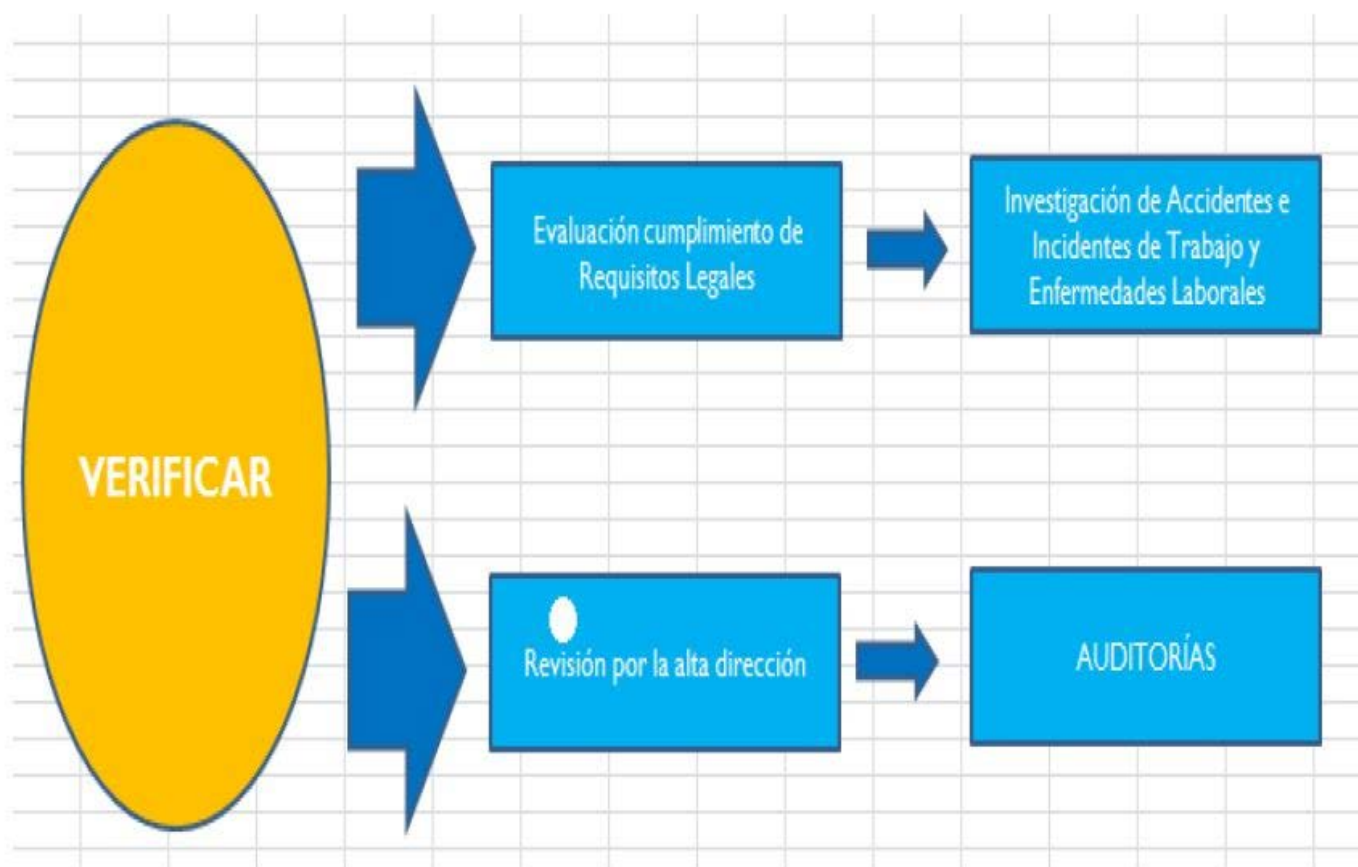 VERIFICAR
Evaluación cumplimiento de
Requisitos Legales
Investigación de Accidentes e
Incidentes de Trabajo y
Enfermedades Laborales
Revisión por la alta dirección
AUDITORÍAS